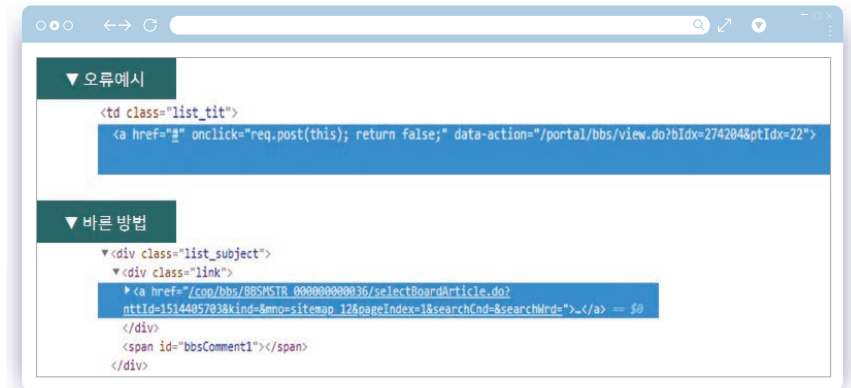 ▼ 오류예시
<td class="list_tit">
<a href="#" onclick="req.post(this); return false;" data-action="/portal/bbs/view.do?bIdx=274204&ptIdx=22">
▼ 바른 방법
▼<div class="list_subject">
▼<div class="link">
▶<a href="/cop/bbs/BBSMSTR_000000000036/selectBoardArticle.do?
nttId=1514405703&kind=&mno=sitemap_12&pageIndex=1&searchCnd=&searchWrd=">…</a> == $0
</div>
<span id="bbsComment1"></span>
</div>